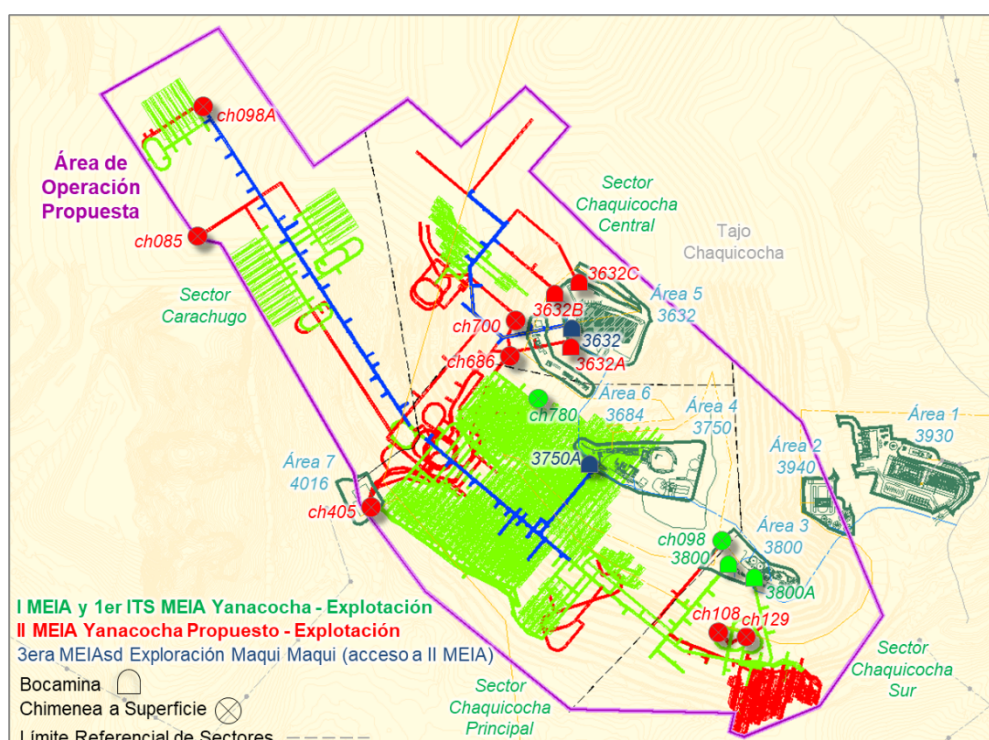 ch098A
Área de
Operación
Propuesta
Sector
Chaquicocha
Central
Tajo
Chaquicocha
ch085
3632C
Sector
Carachugo
3632B
Área 5
3632
ch700
3632
ch686
3632A
Área 6
3684
ch780
Área 4
3750
Área 1
3930
Área 2
3940
3750A
Área 7
4016
ch405
ch098
3800
Área 3
3800
3800A
I MEIA y 1er ITS MEIA Yanacocha - Explotación
II MEIA Yanacocha Propuesto - Explotación
3era MEIAsd Exploración Maqui Maqui (acceso a II MEIA)
ch108
ch129
Bocamina
Chimenea a Superficie
Límite Referencial de Sectores
Sector
Chaquicocha
Principal
Sector
Chaquicocha
Sur